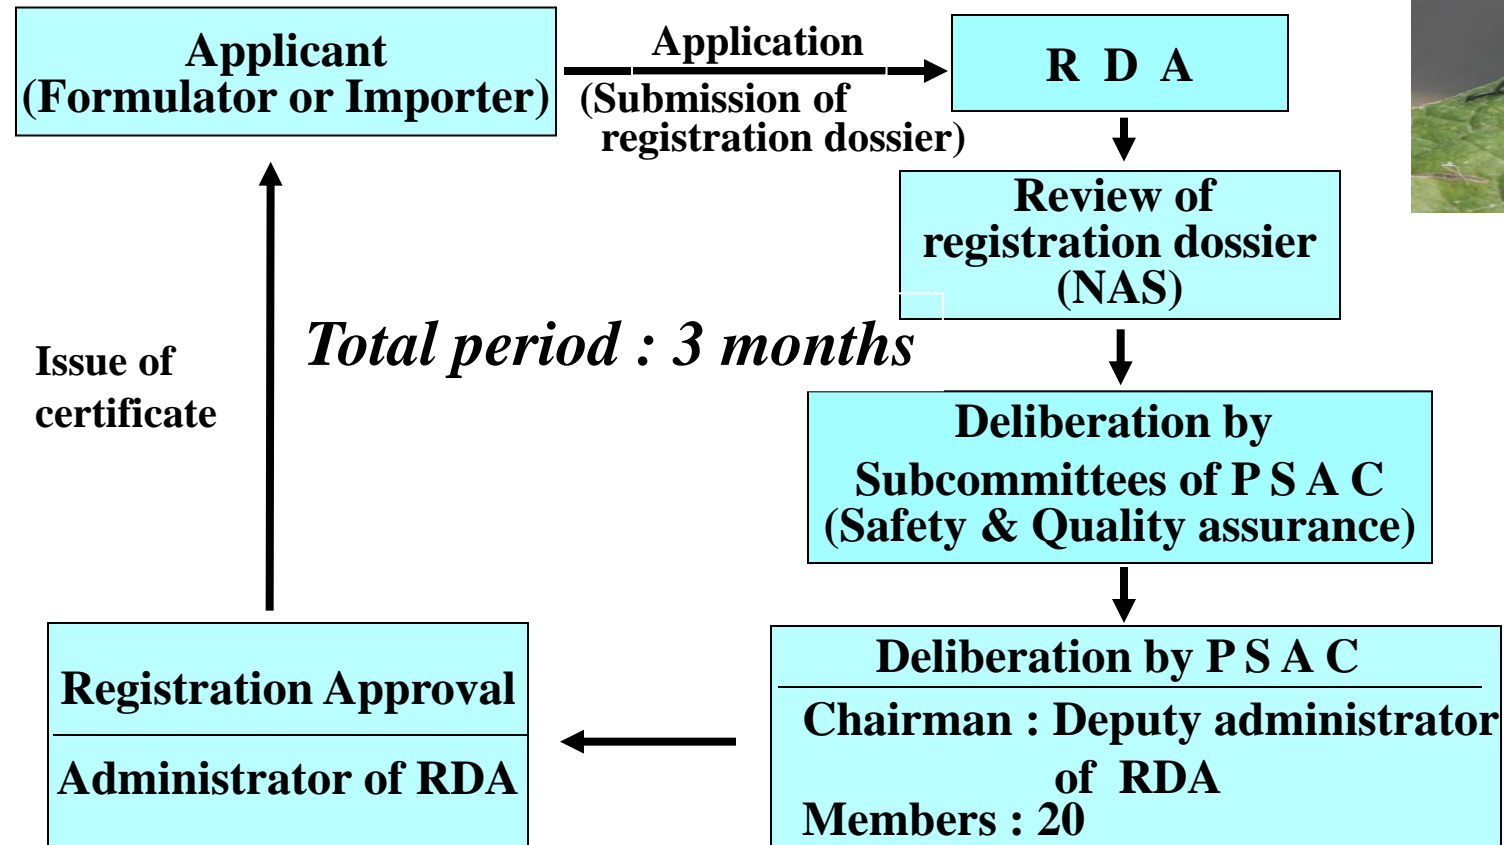 Applicant
(Formulator or Importer)
Application
(Submission of
registration dossier)
R D A
Review of
registration dossier
(NAS)
Total period : 3 months
Issue of
certificate
Deliberation by
Subcommittees of P S A C
(Safety & Quality assurance)
Deliberation by P S A C
Chairman : Deputy administrator
of RDA
Members : 20
Registration Approval
Administrator of RDA